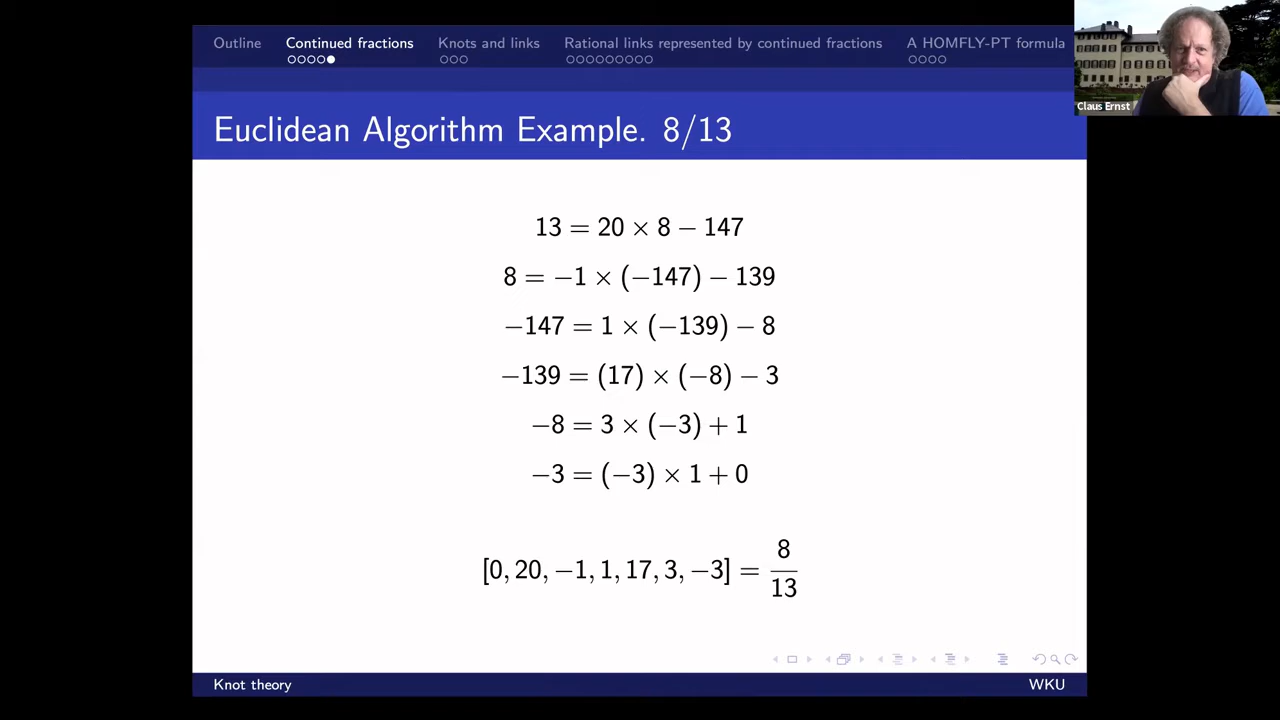 Outline Continued fractions Knots and links Rational links represented by continued fractions A HOMFLY-PT formula
Claus Ernst
Euclidean Algorithm Example. 8/13
13 = 20 × 8 − 147
8 = −1 × (−147) − 139
−147 = 1 × (−139) − 8
−139 = (17) × (−8) − 3
−8 = 3 × (−3) + 1
−3 = (−3) × 1 + 0
[0, 20, −1, 1, 17, 3, −3] = 8/13
Knot theory WKU